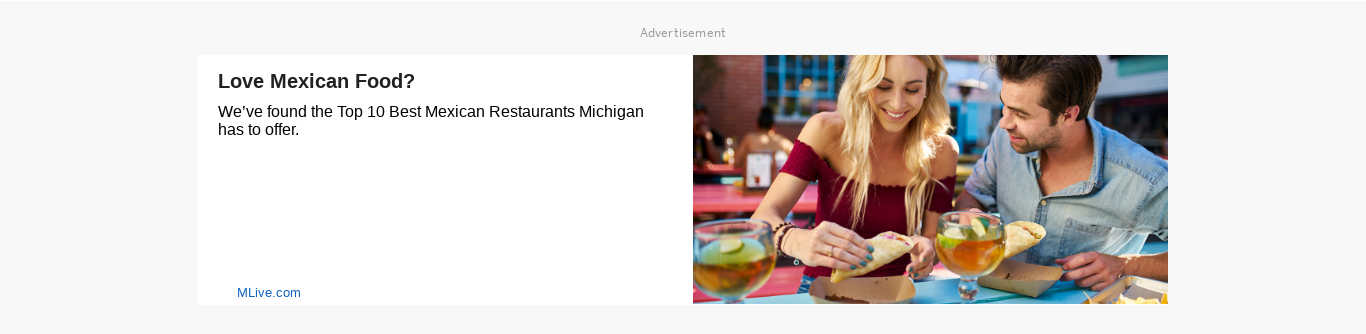 Advertisement
Love Mexican Food?
We’ve found the Top 10 Best Mexican Restaurants Michigan
has to offer.
MLive.com